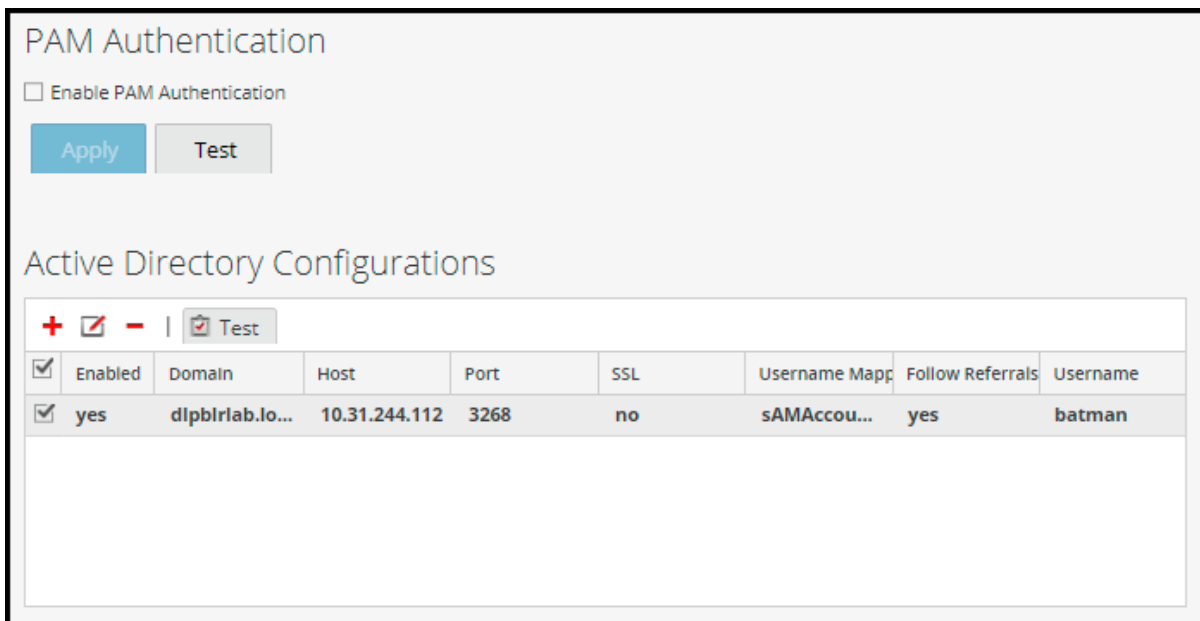 PAM Authentication
Enable PAM Authentication
Apply Test
Active Directory Configurations
Test
Enabled Domain Host Port SSL Username Mapp Follow Referrals Username
yes dlpblrlab.lo... 10.31.244.112 3268 no sAMAccou... yes batman